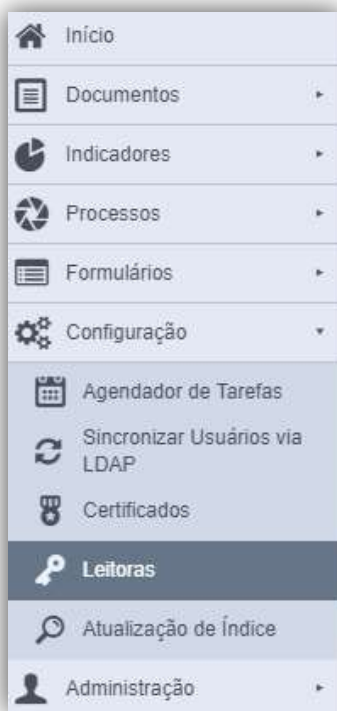 Início
Documentos
Indicadores
Processos
Formulários
Configuração
Agendador de Tarefas
Sincronizar Usuários via
LDAP
Certificados
Leitoras
Atualização de Índice
Administração